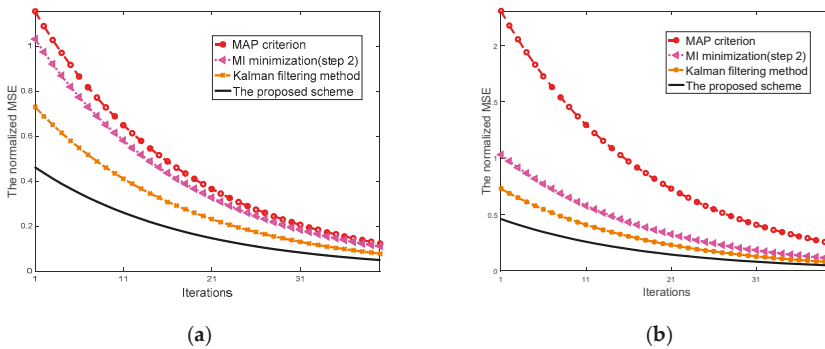 The normalized MSE
1
0.8
0.6
0.4
0.2
0
1
11
21
31
Iterations
MAP criterion
MI minimization(step 2)
Kalman filtering method
The proposed scheme
(a)
The normalized MSE
2
1
0.5
0
1
11
21
31
Iterations
MAP criterion
MI minimization(step 2)
Kalman filtering method
The proposed scheme
(b)